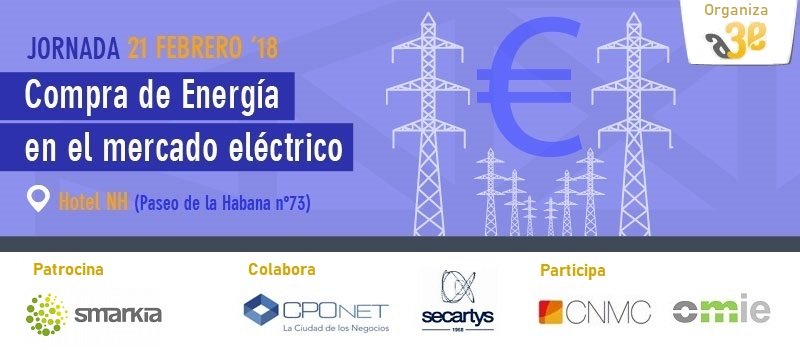 Organiza
a3e
JORNADA 21 FEBRERO '18
Compra de Energía
en el mercado eléctrico
Hotel NH (Paseo de la Habana nº73)
€
Patrocina
smarkia
Colabora
CPONET
La Ciudad de los Negocios
secartys
1968
Participa
CNMC
omie